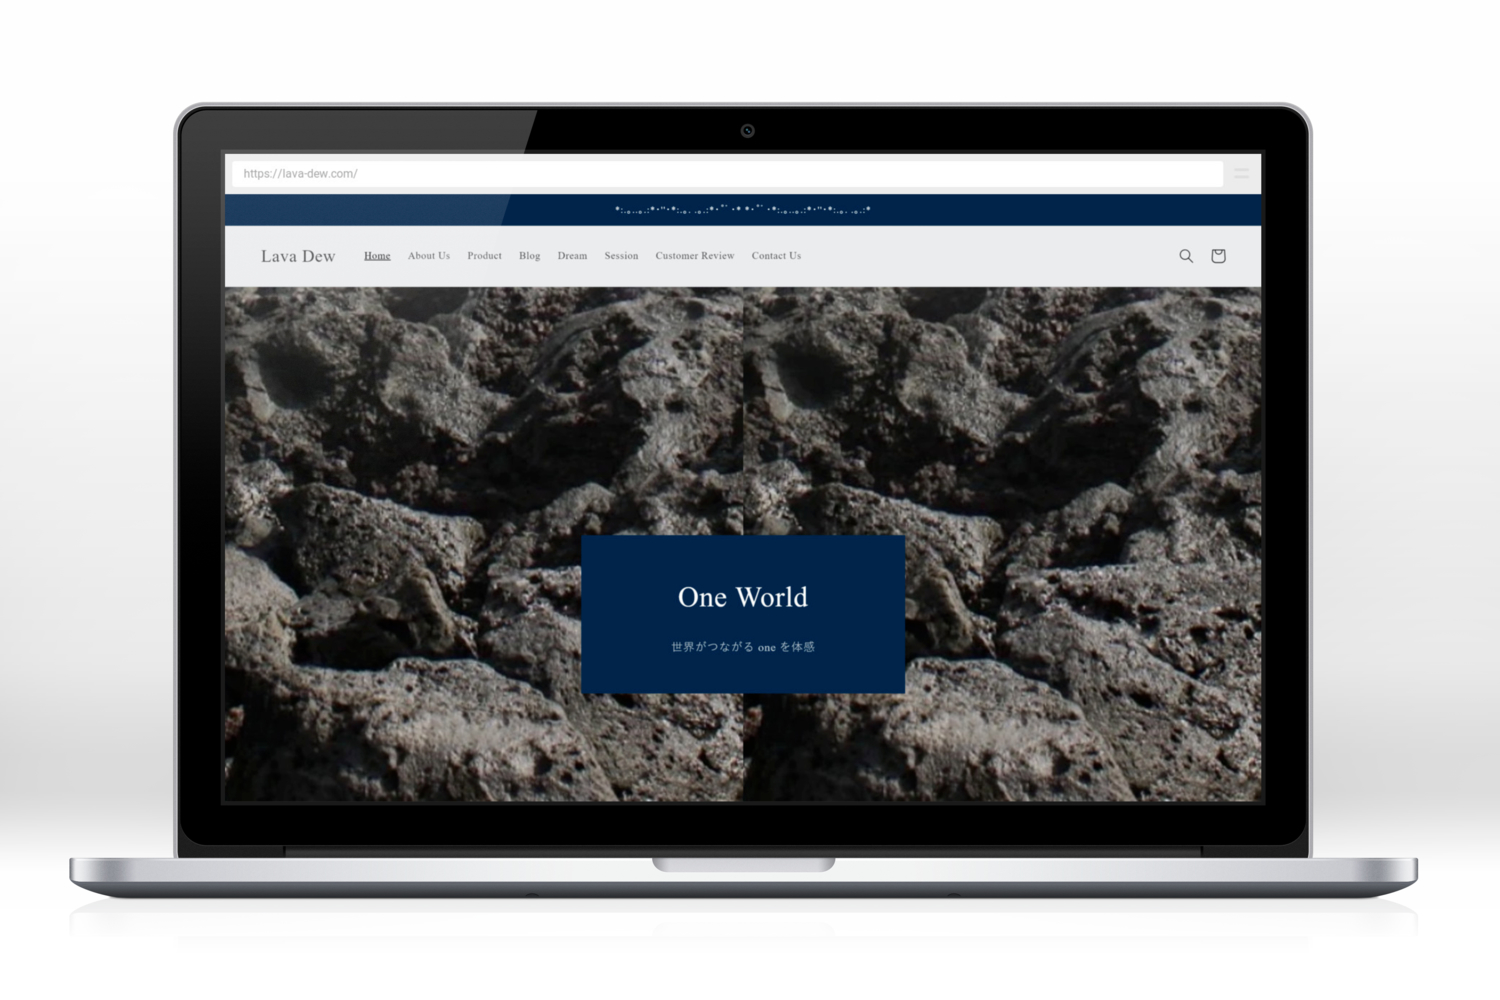 https://lava-dew.com/
Lava Dew Home About Us Product Blog Dream Session Customer Review Contact Us
One World
世界がつながる one を体感